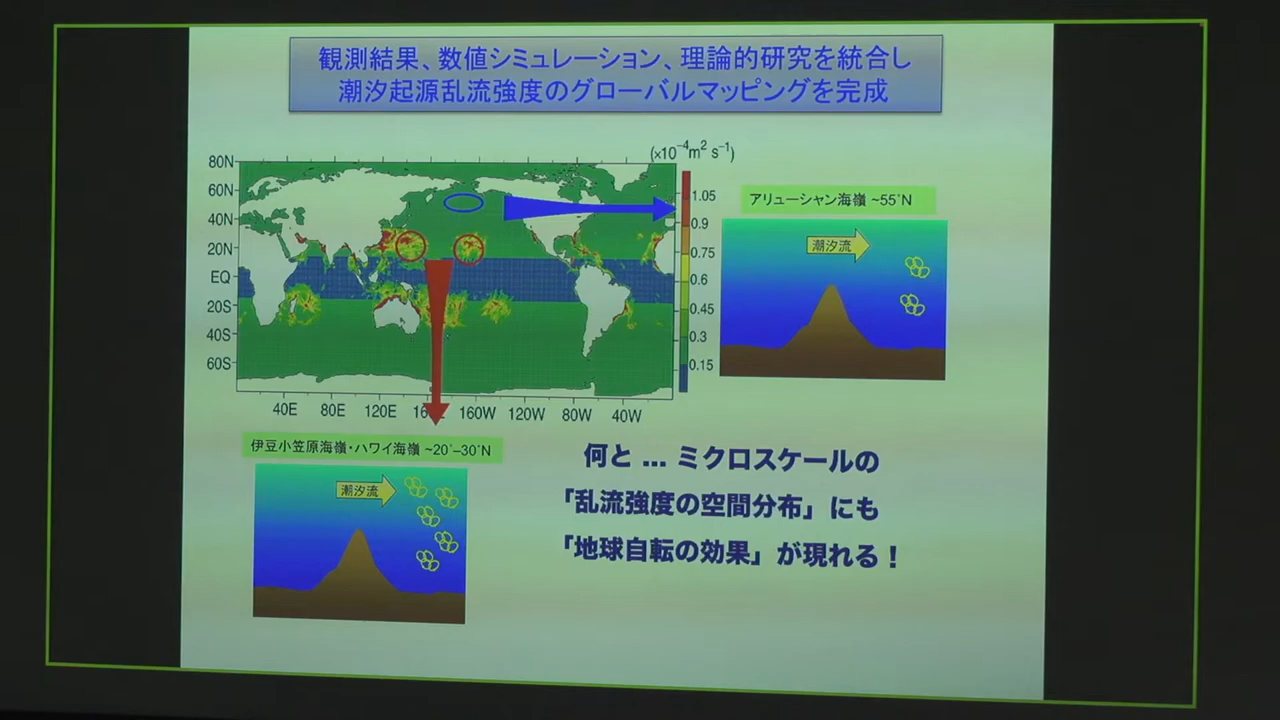 観測結果、数値シミュレーション、理論的研究を統合し
潮汐起源乱流強度のグローバルマッピングを完成
(×10⁻⁴m² s⁻¹)
80N
60N
40N
20N
EQ
20S
40S
60S
1.05
0.9
0.75
0.6
0.45
0.3
0.15
40E 80E 120E 160W 120W 80W 40W
アリューシャン海嶺 ~55°N
潮汐流
伊豆小笠原海嶺・ハワイ海嶺 ~20°–30°N
潮汐流
何と ... ミクロスケールの
「乱流強度の空間分布」にも
「地球自転の効果」が現れる！